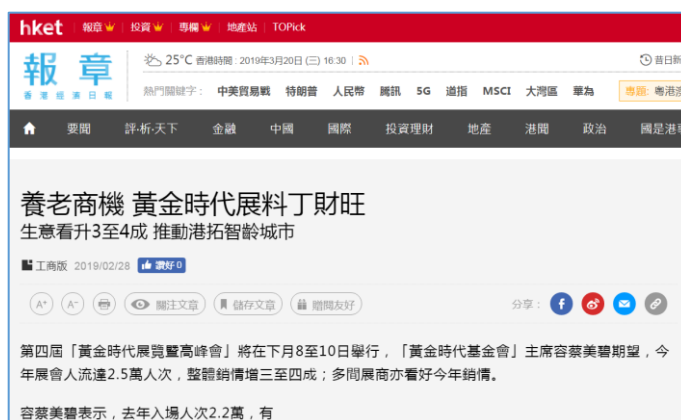 hket 報章 投資 專欄 地產站 TOPick
報章
香港經濟日報
25°C 香港時間 : 2019年3月20日 (三) 16:30
昔日新
熱門關鍵字 : 中美貿易戰 特朗普 人民幣 騰訊 5G 道指 MSCI 大灣區 華為
專題: 粵港澳
要聞 評‧析‧天下 金融 中國 國際 投資理財 地產 港聞 政治 國是港
養老商機 黃金時代展料丁財旺
生意看升3至4成 推動港拓智齡城市
工商版 2019/02/28 讚好 0
A+ A- 關注文章 儲存文章 贈閱友好 分享 :
第四屆「黃金時代展覽暨高峰會」將在下月8至10日舉行，「黃金時代基金會」主席容蔡美碧期望，今
年展會人流達2.5萬人次，整體銷情增三至四成；多間展商亦看好今年銷情。
容蔡美碧表示，去年入場人次2.2萬，有